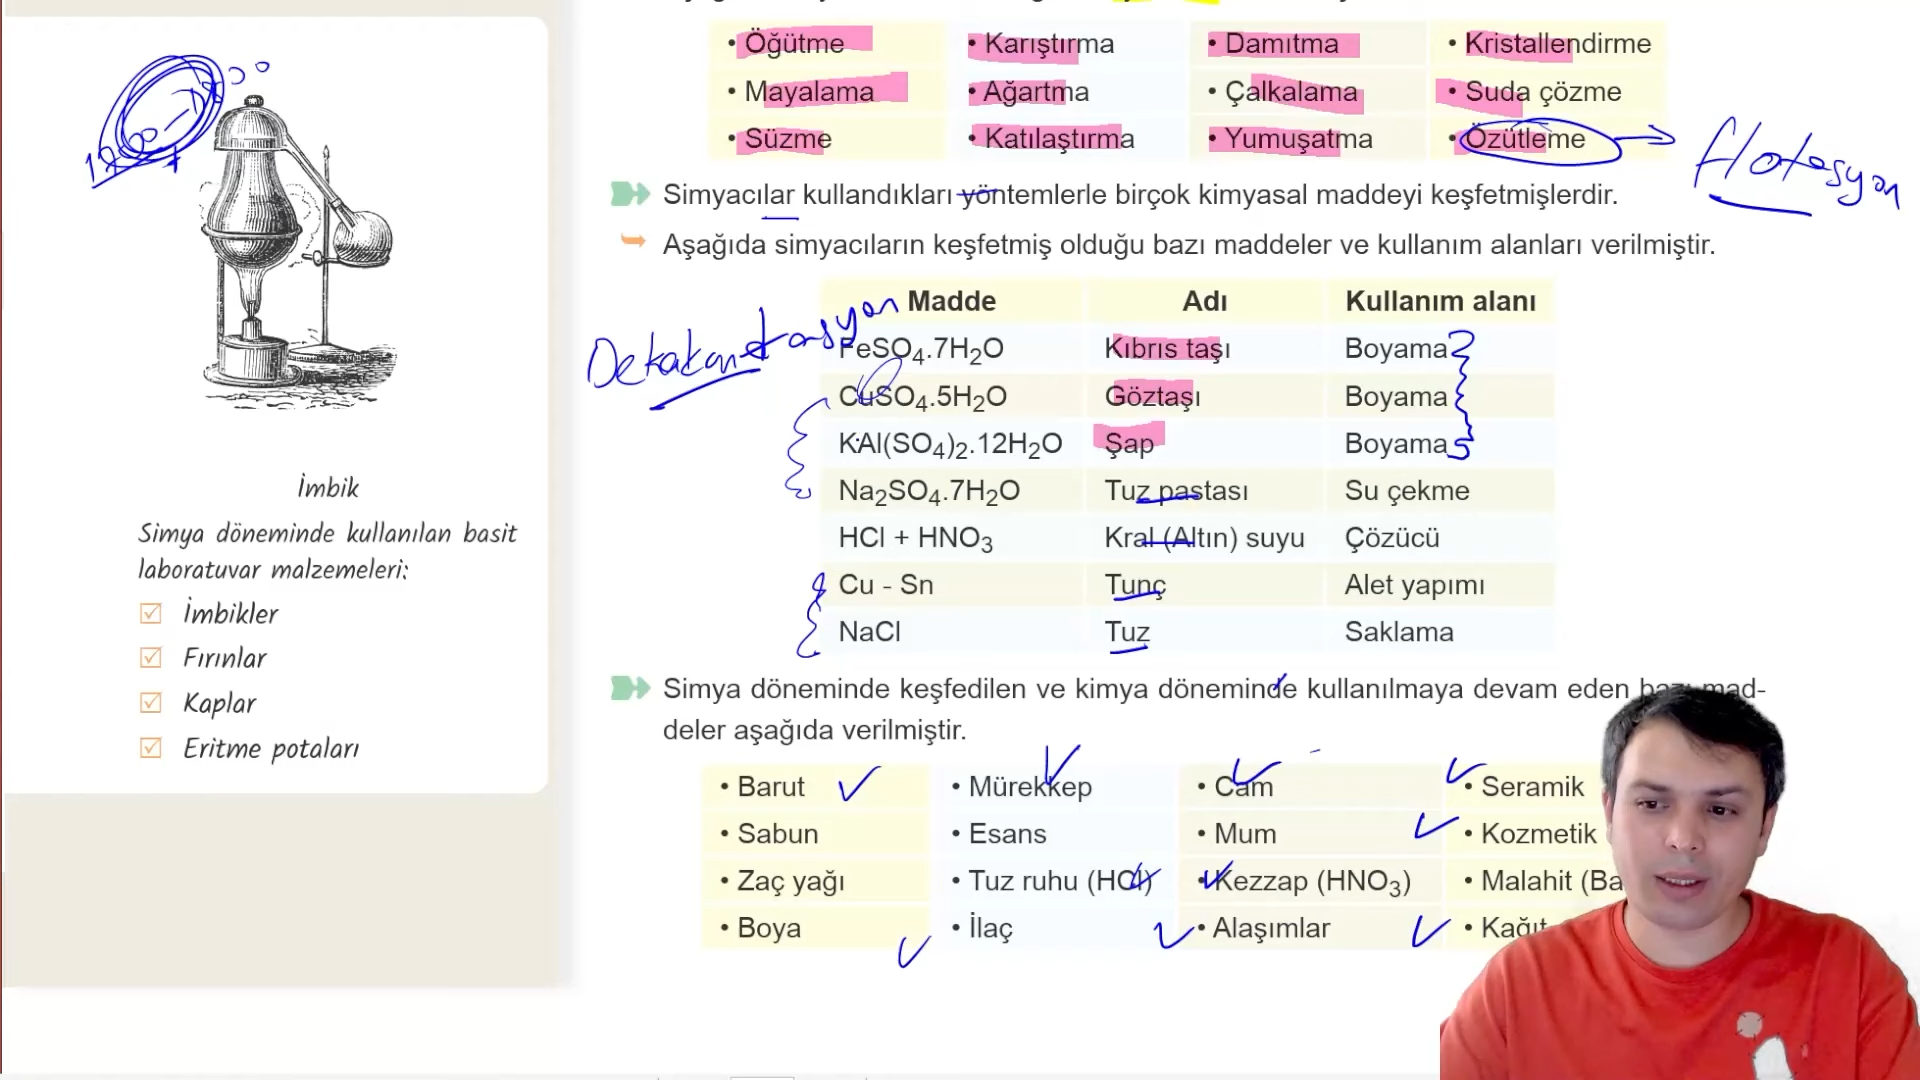 • Öğütme • Karıştırma • Damıtma • Kristallendirme
• Mayalama • Ağartma • Çalkalama • Suda çözme
• Süzme • Katılaştırma • Yumuşatma • Özütleme
flotasyon
Simyacılar kullandıkları yöntemlerle birçok kimyasal maddeyi keşfetmişlerdir.
Aşağıda simyacıların keşfetmiş olduğu bazı maddeler ve kullanım alanları verilmiştir.
Madde Adı Kullanım alanı
FeSO4.7H2O Kıbrıs taşı Boyama
CuSO4.5H2O Göztaşı Boyama
KAl(SO4)2.12H2O Şap Boyama
Na2SO4.7H2O Tuz pastası Su çekme
HCl + HNO3 Kral (Altın) suyu Çözücü
Cu - Sn Tunç Alet yapımı
NaCl Tuz Saklama
Simya döneminde keşfedilen ve kimya döneminde kullanılmaya devam eden bazı mad-
deler aşağıda verilmiştir.
• Barut • Mürekkep • Cam • Seramik
• Sabun • Esans • Mum • Kozmetik
• Zaç yağı • Tuz ruhu (HCl) • Kezzap (HNO3) • Malahit (Ba
• Boya • İlaç • Alaşımlar • Kağıt
İmbik
Simya döneminde kullanılan basit
laboratuvar malzemeleri:
İmbikler
Fırınlar
Kaplar
Eritme potaları